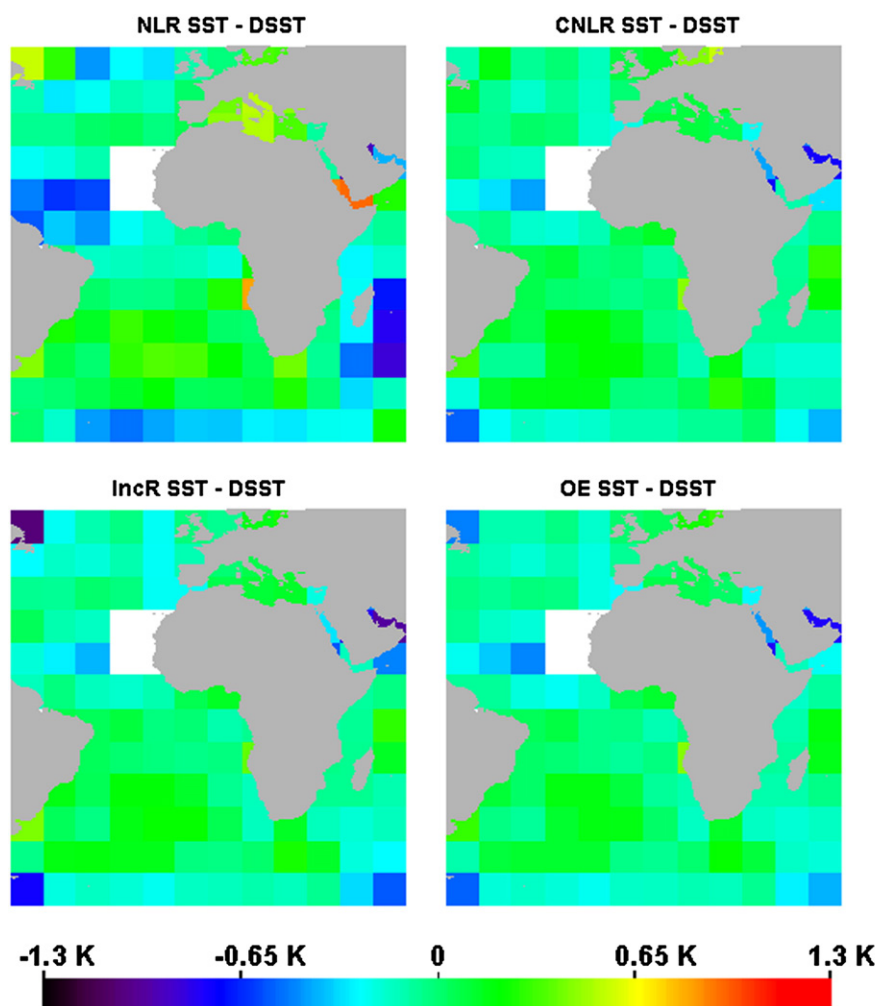 NLR SST - DSST CNLR SST - DSST
IncR SST - DSST OE SST - DSST
-1.3 K -0.65 K 0 0.65 K 1.3 K